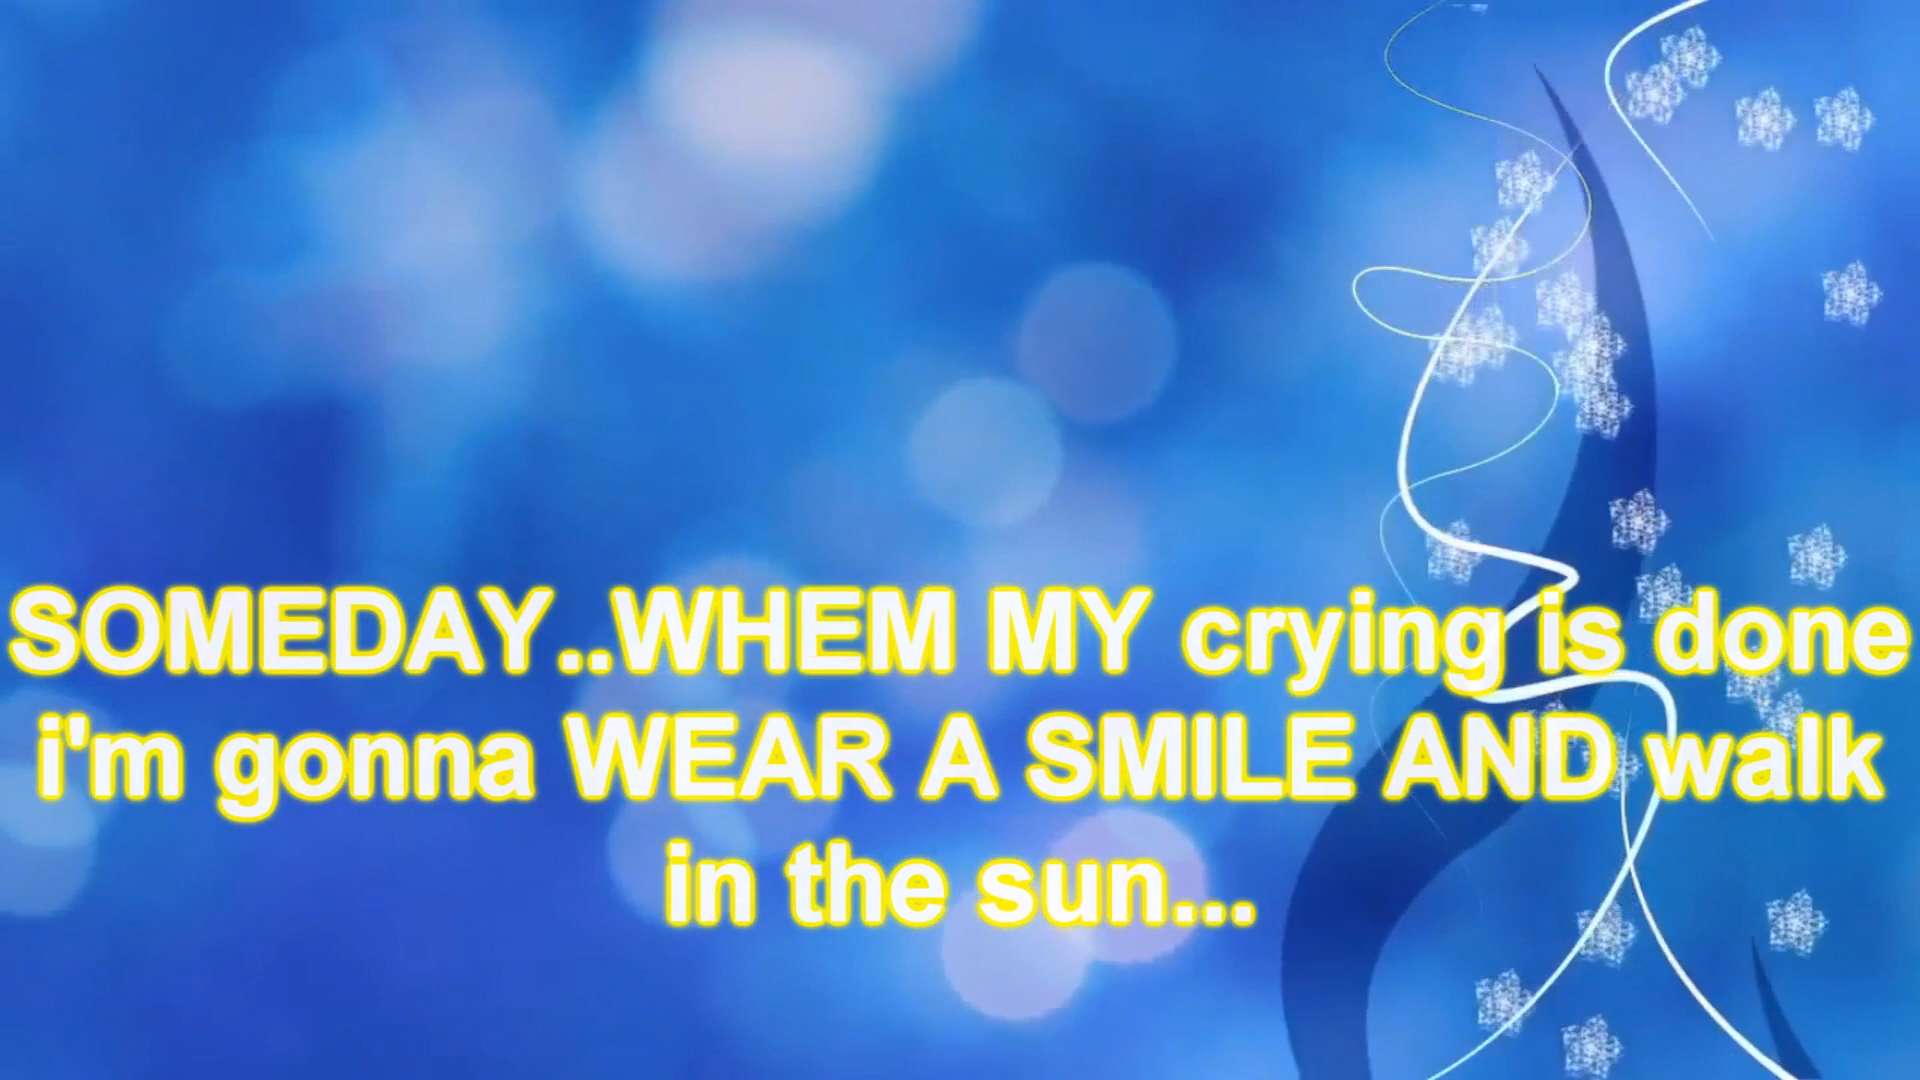 SOMEDAY..WHEM MY crying is done
i'm gonna WEAR A SMILE AND walk
in the sun...